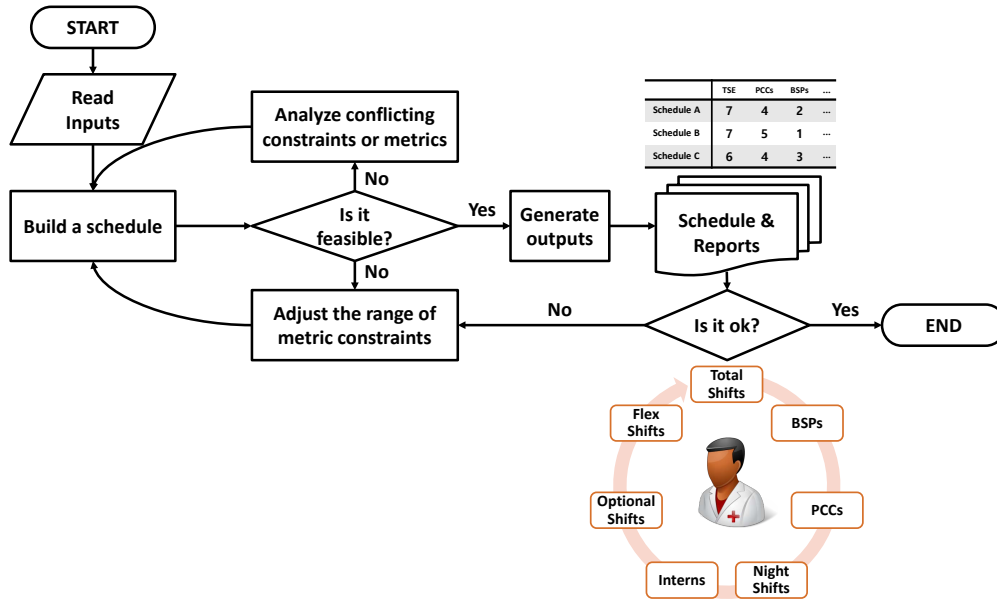 START
Read
Inputs
Analyze conflicting
constraints or metrics
TSE PCCs BSPs ...
Schedule A 7 4 2 ...
Schedule B 7 5 1 ...
Schedule C 6 4 3 ...
No
Build a schedule
Is it
feasible?
Yes
Generate
outputs
Schedule &
Reports
No
Adjust the range of
metric constraints
No
Is it ok?
Yes
END
Total
Shifts
Flex
Shifts
BSPs
Optional
Shifts
PCCs
Interns
Night
Shifts